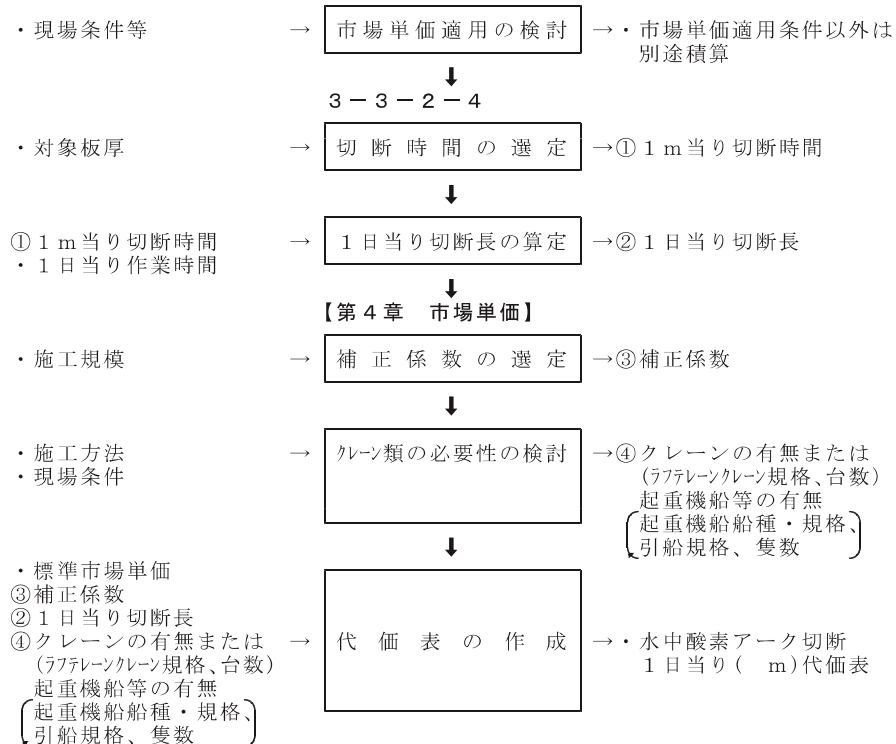 ・現場条件等 → 市場単価適用の検討 →・市場単価適用条件以外は
別途積算
⬇
３－３－２－４
・対象板厚 → 切断時間の選定 →①１ｍ当り切断時間
⬇
①１ｍ当り切断時間 → １日当り切断長の算定 →②１日当り切断長
・１日当り作業時間
⬇
【第４章 市場単価】
・施工規模 → 補正係数の選定 →③補正係数
⬇
・施工方法 → ｸﾚｰﾝ類の必要性の検討 →④クレーンの有無または
・現場条件 (ﾗﾌﾃﾚｰﾝｸﾚｰﾝ規格、台数)
起重機船等の有無
起重機船船種・規格、
引船規格、隻数
⬇
・標準市場単価
③補正係数
②１日当り切断長
④クレーンの有無または → 代価表の作成 →・水中酸素アーク切断
(ﾗﾌﾃﾚｰﾝｸﾚｰﾝ規格、台数) １日当り(　ｍ)代価表
起重機船等の有無
起重機船船種・規格、
引船規格、隻数